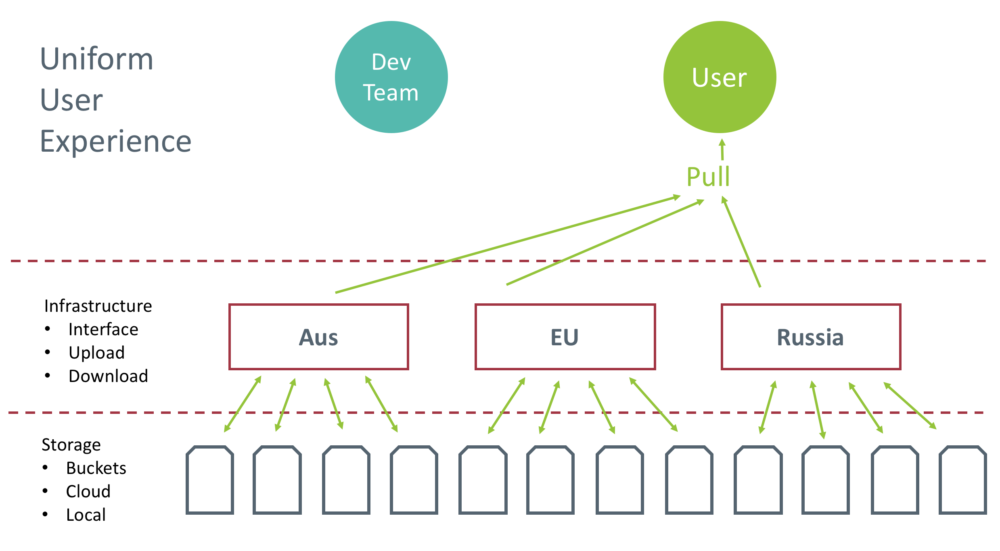 Uniform
User
Experience
Dev
Team
User
Pull
Infrastructure
• Interface
• Upload
• Download
Aus
EU
Russia
Storage
• Buckets
• Cloud
• Local